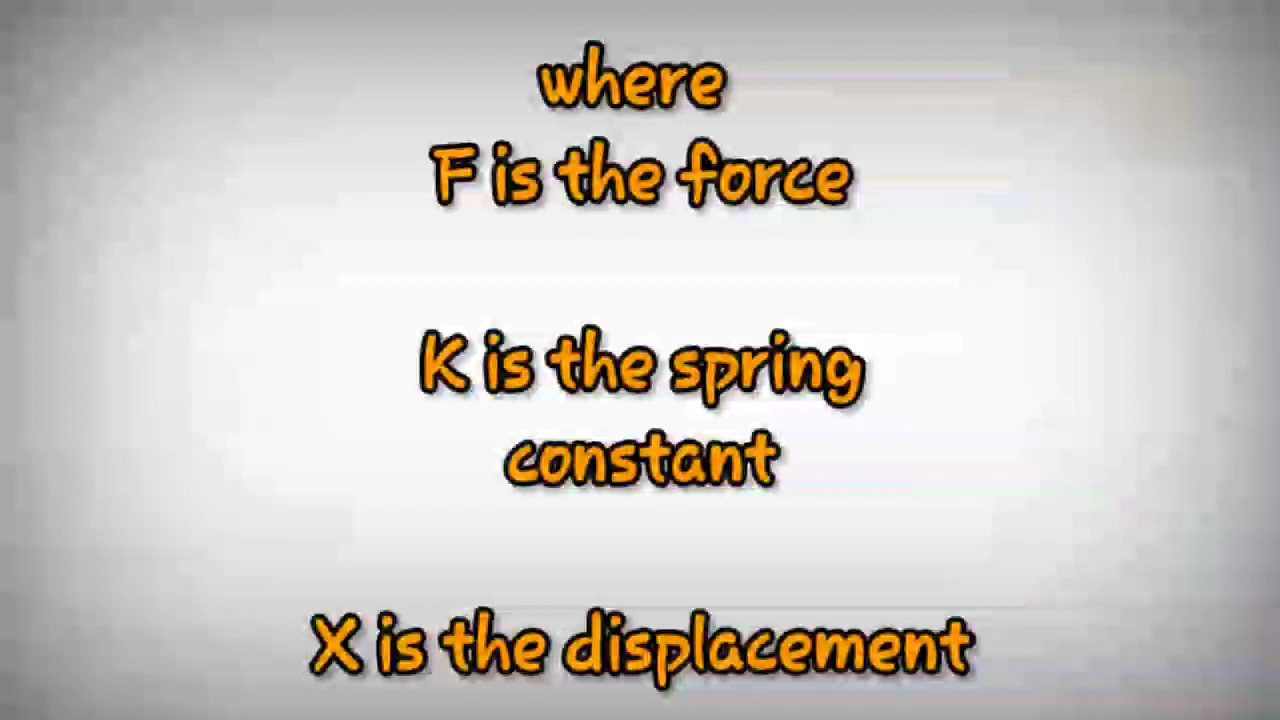 where
F is the force
K is the spring
constant
X is the displacement